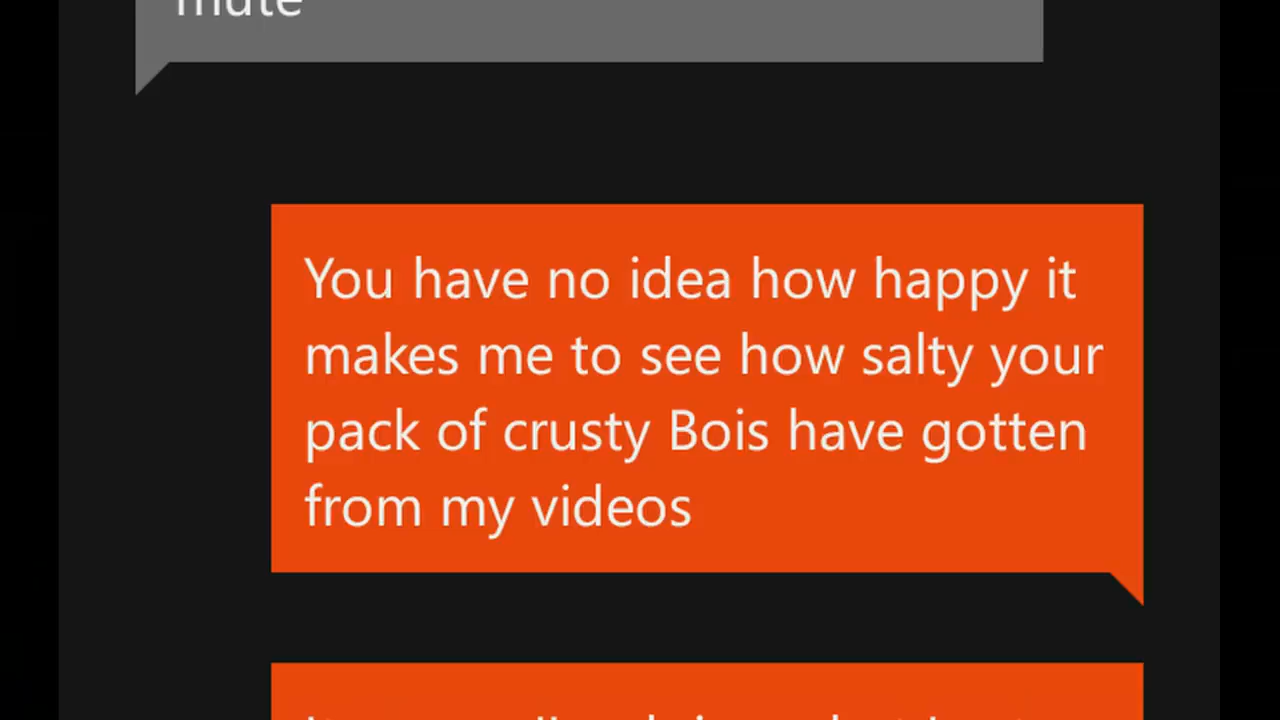 mute
You have no idea how happy it
makes me to see how salty your
pack of crusty Bois have gotten
from my videos